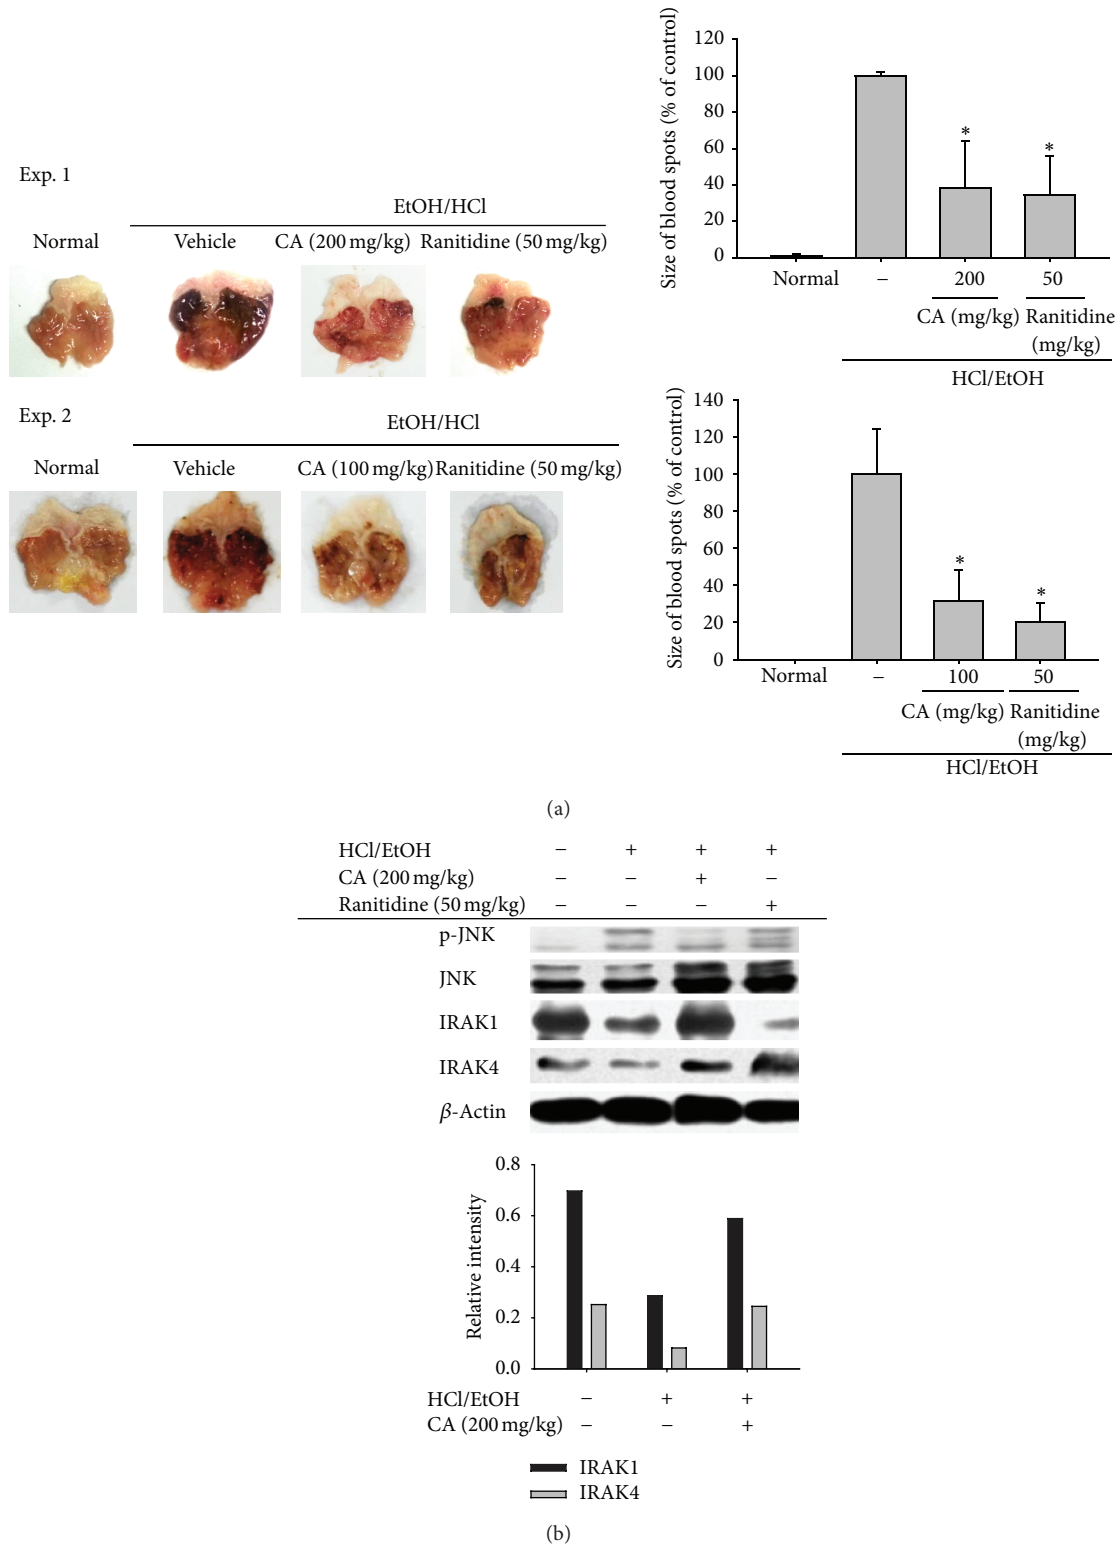 Exp. 1
EtOH/HCl
Normal Vehicle CA (200 mg/kg) Ranitidine (50 mg/kg)
Size of blood spots (% of control)
120
100
80
60
40
20
0
* *
Normal – 200 50
CA (mg/kg) Ranitidine
(mg/kg)
HCl/EtOH
Exp. 2
EtOH/HCl
Normal Vehicle CA (100 mg/kg) Ranitidine (50 mg/kg)
Size of blood spots (% of control)
140
120
100
80
60
40
20
0
* *
Normal – 100 50
CA (mg/kg) Ranitidine
(mg/kg)
HCl/EtOH
(a)
HCl/EtOH – + + +
CA (200 mg/kg) – – + –
Ranitidine (50 mg/kg) – – – +
p-JNK
JNK
IRAK1
IRAK4
β-Actin
Relative intensity
0.8
0.6
0.4
0.2
0.0
HCl/EtOH – + +
CA (200 mg/kg) – – +
IRAK1
IRAK4
(b)